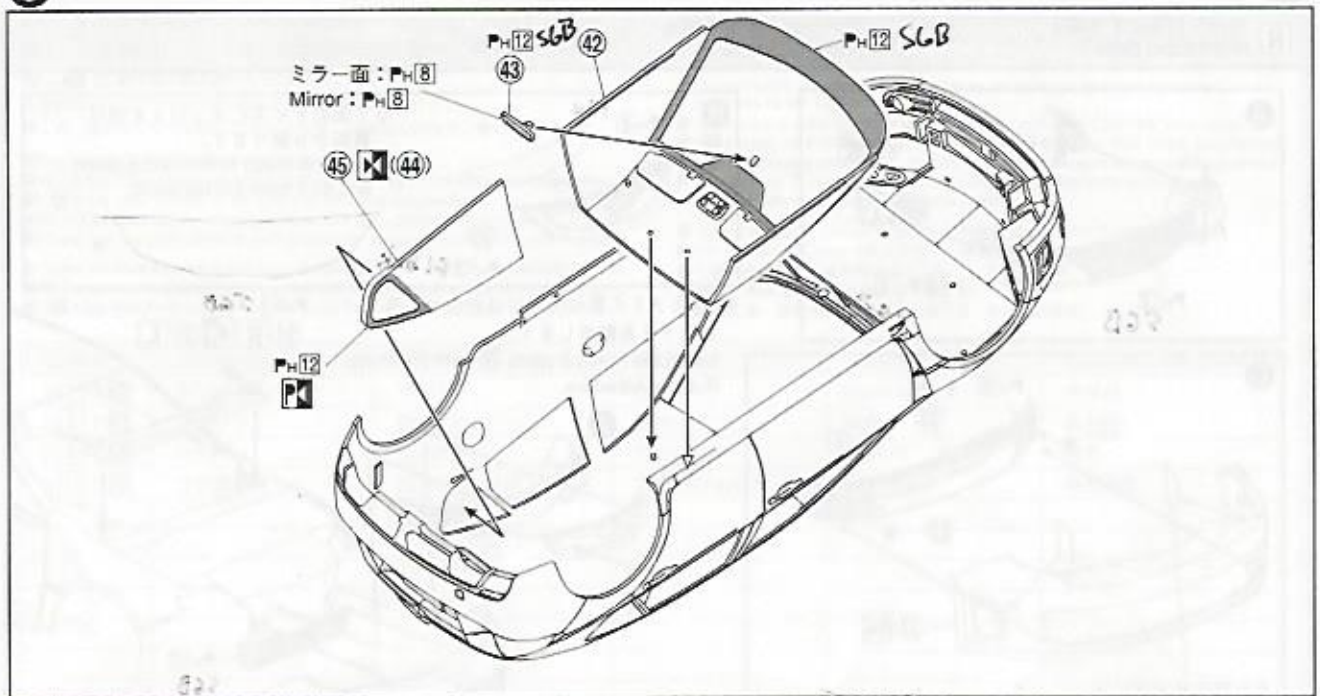 PH12 SGB 42
PH12 SGB
ミラー面：PH8
Mirror：PH8
43
45 (44)
PH12
P